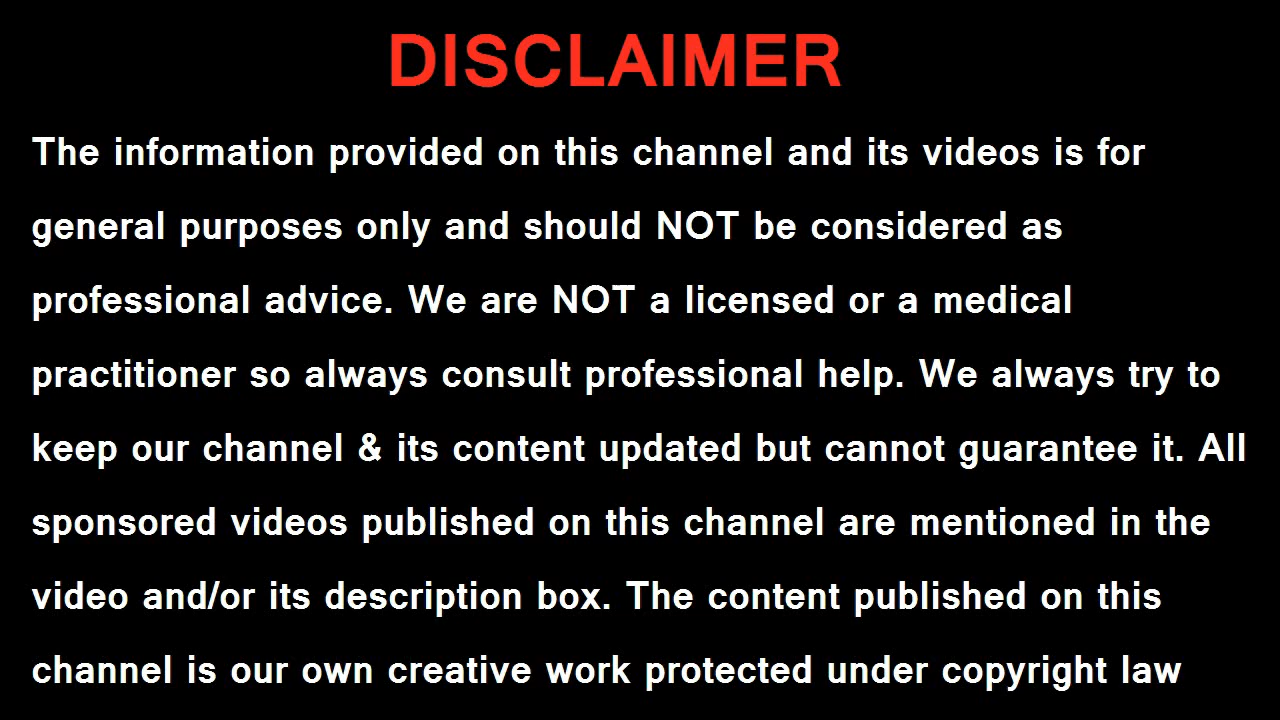 DISCLAIMER
The information provided on this channel and its videos is for
general purposes only and should NOT be considered as
professional advice. We are NOT a licensed or a medical
practitioner so always consult professional help. We always try to
keep our channel & its content updated but cannot guarantee it. All
sponsored videos published on this channel are mentioned in the
video and/or its description box. The content published on this
channel is our own creative work protected under copyright law